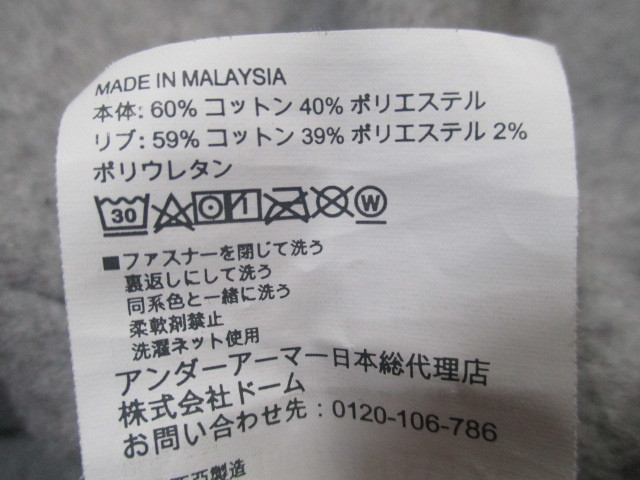 MADE IN MALAYSIA
本体: 60% コットン 40% ポリエステル
リブ: 59% コットン 39% ポリエステル 2%
ポリウレタン
30 W
■ファスナーを閉じて洗う
裏返しにして洗う
同系色と一緒に洗う
柔軟剤禁止
洗濯ネット使用
アンダーアーマー日本総代理店
株式会社ドーム
お問い合わせ先:0120-106-786
亞製造